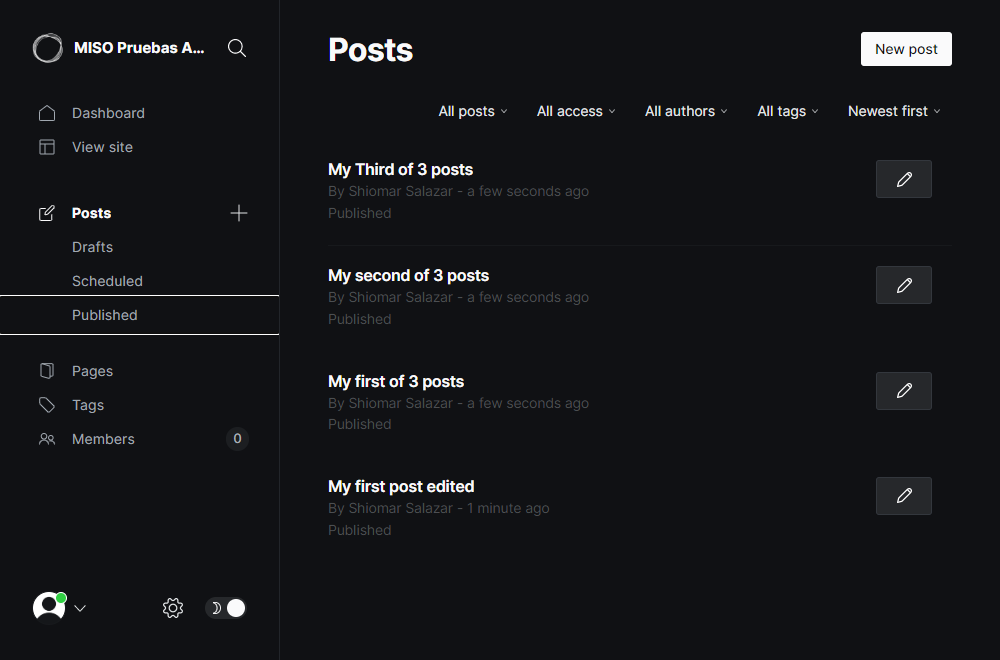 MISO Pruebas A...
Dashboard
View site
Posts
Drafts
Scheduled
Published
Pages
Tags
Members
0
Posts
New post
All posts
All access
All authors
All tags
Newest first
My Third of 3 posts
By Shiomar Salazar - a few seconds ago
Published
My second of 3 posts
By Shiomar Salazar - a few seconds ago
Published
My first of 3 posts
By Shiomar Salazar - a few seconds ago
Published
My first post edited
By Shiomar Salazar - 1 minute ago
Published